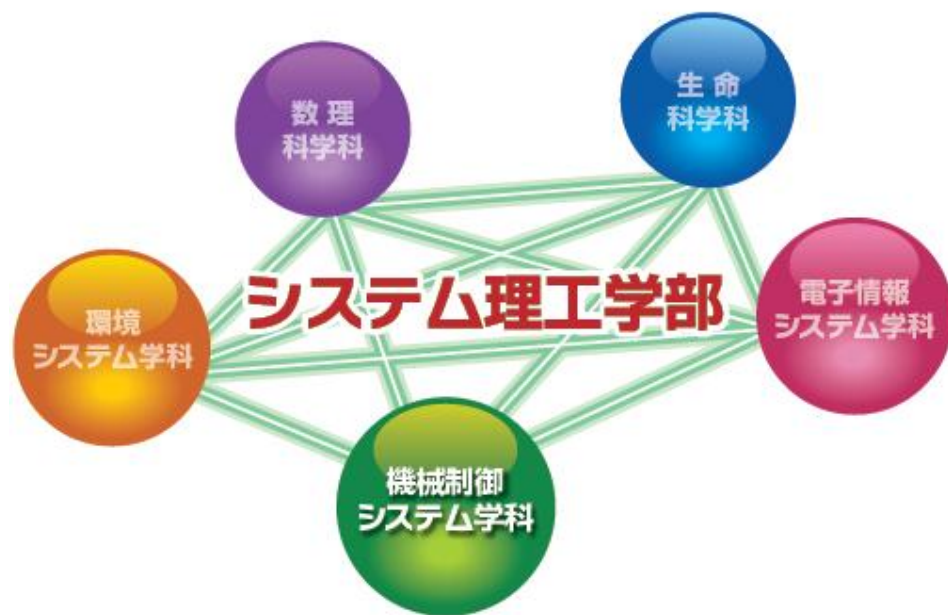 数理
科学科
生命
科学科
システム理工学部
環境
システム学科
電子情報
システム学科
機械制御
システム学科